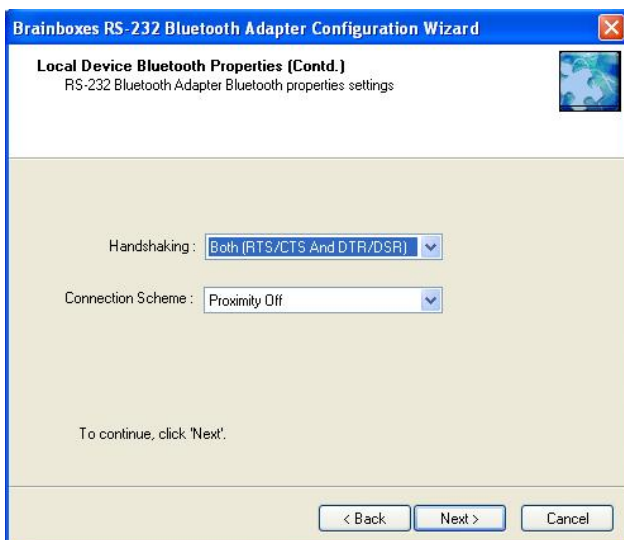 Brainboxes RS-232 Bluetooth Adapter Configuration Wizard
Local Device Bluetooth Properties (Contd.)
RS-232 Bluetooth Adapter Bluetooth properties settings
Handshaking : Both (RTS/CTS And DTR/DSR)
Connection Scheme : Proximity Off
To continue, click 'Next'.
< Back Next > Cancel